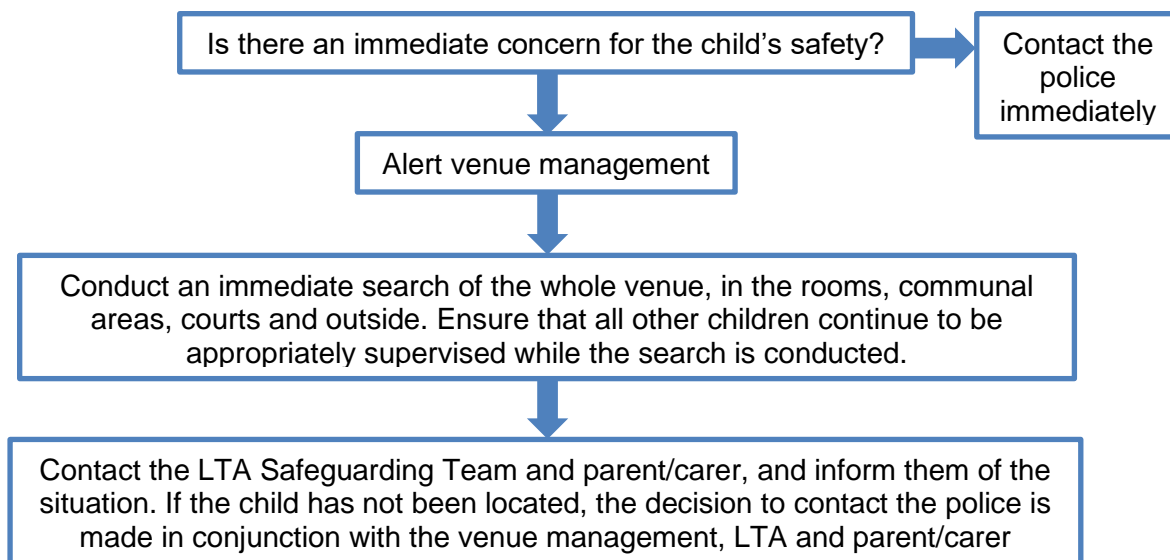 Is there an immediate concern for the child’s safety?
Contact the
police
immediately
Alert venue management
Conduct an immediate search of the whole venue, in the rooms, communal
areas, courts and outside. Ensure that all other children continue to be
appropriately supervised while the search is conducted.
Contact the LTA Safeguarding Team and parent/carer, and inform them of the
situation. If the child has not been located, the decision to contact the police is
made in conjunction with the venue management, LTA and parent/carer